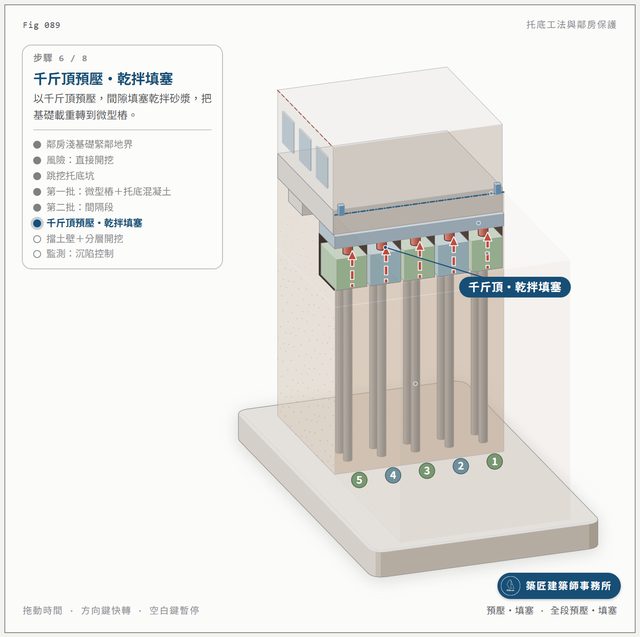 Fig 089
托底工法與鄰房保護
步驟 6 / 8
千斤頂預壓・乾拌填塞
以千斤頂預壓，間隙填塞乾拌砂漿，把
基礎載重轉到微型樁。
鄰房淺基礎緊鄰地界
風險：直接開挖
跳挖托底坑
第一批：微型樁＋托底混凝土
第二批：間隔段
千斤頂預壓・乾拌填塞
擋土壁＋分層開挖
監測：沉陷控制
千斤頂・乾拌填塞
5
4
3
2
1
築匠建築師事務所
拖動時間 · 方向鍵快轉 · 空白鍵暫停
預壓・填塞 · 全段預壓・填塞